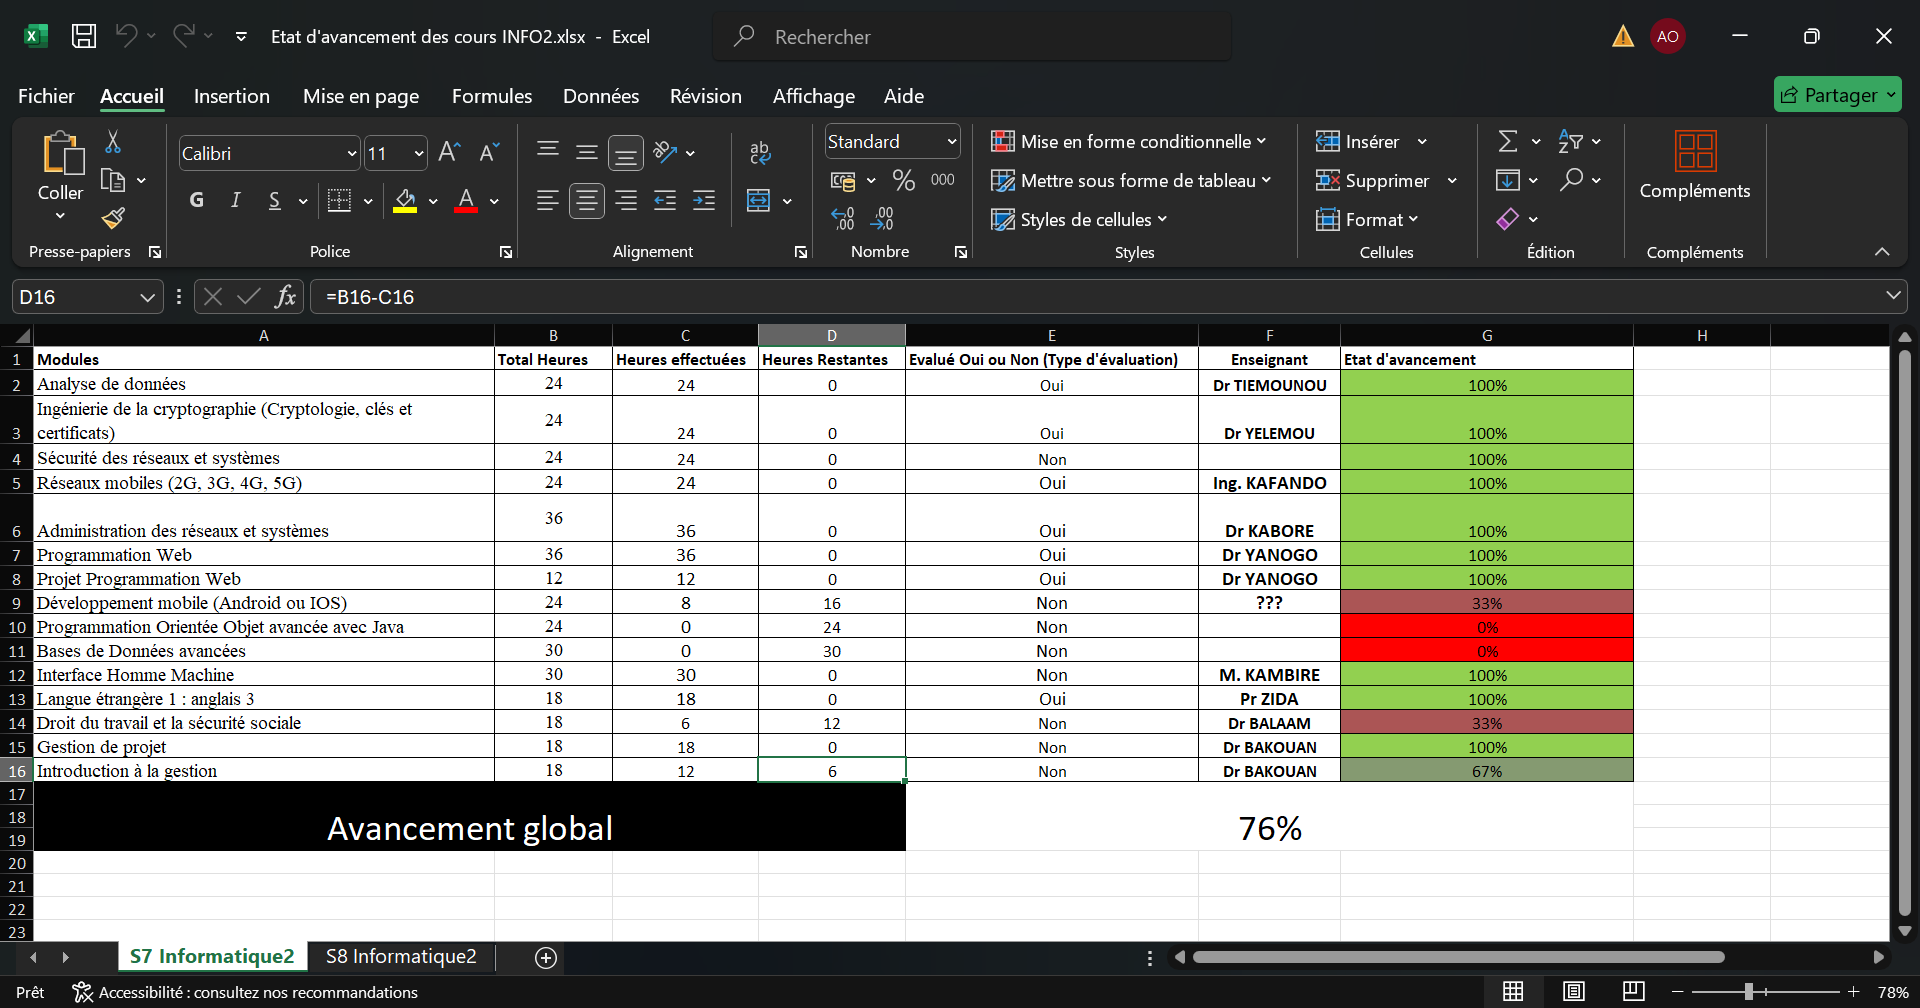 Etat d'avancement des cours INFO2.xlsx - Excel
Rechercher
AO
Fichier Accueil Insertion Mise en page Formules Données Révision Affichage Aide
Partager
Coller
Presse-papiers
Calibri 11
G I S
Police
Alignement
Standard
% 000
Nombre
Mise en forme conditionnelle
Mettre sous forme de tableau
Styles de cellules
Styles
Insérer
Supprimer
Format
Cellules
Édition
Compléments
Compléments
D16 fx =B16-C16
A B C D E F G H
1 Modules Total Heures Heures effectuées Heures Restantes Evalué Oui ou Non (Type d'évaluation) Enseignant Etat d'avancement
2 Analyse de données 24 24 0 Oui Dr TIEMOUNOU 100%
Ingénierie de la cryptographie (Cryptologie, clés et
3 certificats) 24 24 0 Oui Dr YELEMOU 100%
4 Sécurité des réseaux et systèmes 24 24 0 Non 100%
5 Réseaux mobiles (2G, 3G, 4G, 5G) 24 24 0 Oui Ing. KAFANDO 100%
6 Administration des réseaux et systèmes 36 36 0 Oui Dr KABORE 100%
7 Programmation Web 36 36 0 Oui Dr YANOGO 100%
8 Projet Programmation Web 12 12 0 Oui Dr YANOGO 100%
9 Développement mobile (Android ou IOS) 24 8 16 Non ??? 33%
10 Programmation Orientée Objet avancée avec Java 24 0 24 Non 0%
11 Bases de Données avancées 30 0 30 Non 0%
12 Interface Homme Machine 30 30 0 Non M. KAMBIRE 100%
13 Langue étrangère 1 : anglais 3 18 18 0 Oui Pr ZIDA 100%
14 Droit du travail et la sécurité sociale 18 6 12 Non Dr BALAAM 33%
15 Gestion de projet 18 18 0 Non Dr BAKOUAN 100%
16 Introduction à la gestion 18 12 6 Non Dr BAKOUAN 67%
17
18 Avancement global 76%
19
20
21
22
23
S7 Informatique2 S8 Informatique2
Prêt Accessibilité : consultez nos recommandations 78%